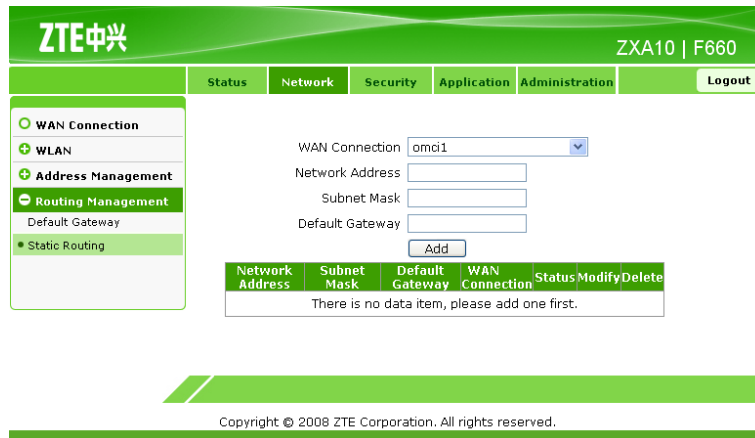 ZTE中兴
ZXA10 | F660
Status Network Security Application Administration Logout
WAN Connection
WLAN
Address Management
Routing Management
Default Gateway
Static Routing
WAN Connection omci1
Network Address
Subnet Mask
Default Gateway
Add
Network Address Subnet Mask Default Gateway WAN Connection Status Modify Delete
There is no data item, please add one first.
Copyright © 2008 ZTE Corporation. All rights reserved.